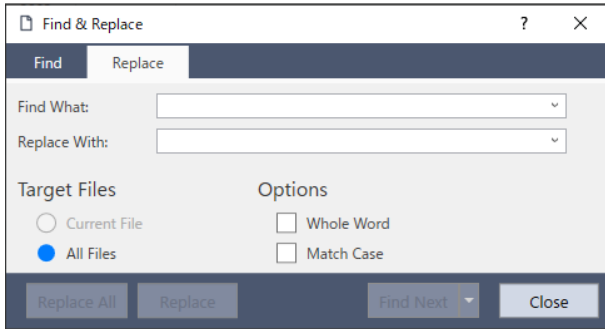 Find & Replace ?
Find Replace
Find What:
Replace With:
Target Files Options
Current File Whole Word
All Files Match Case
Replace All Replace Find Next Close